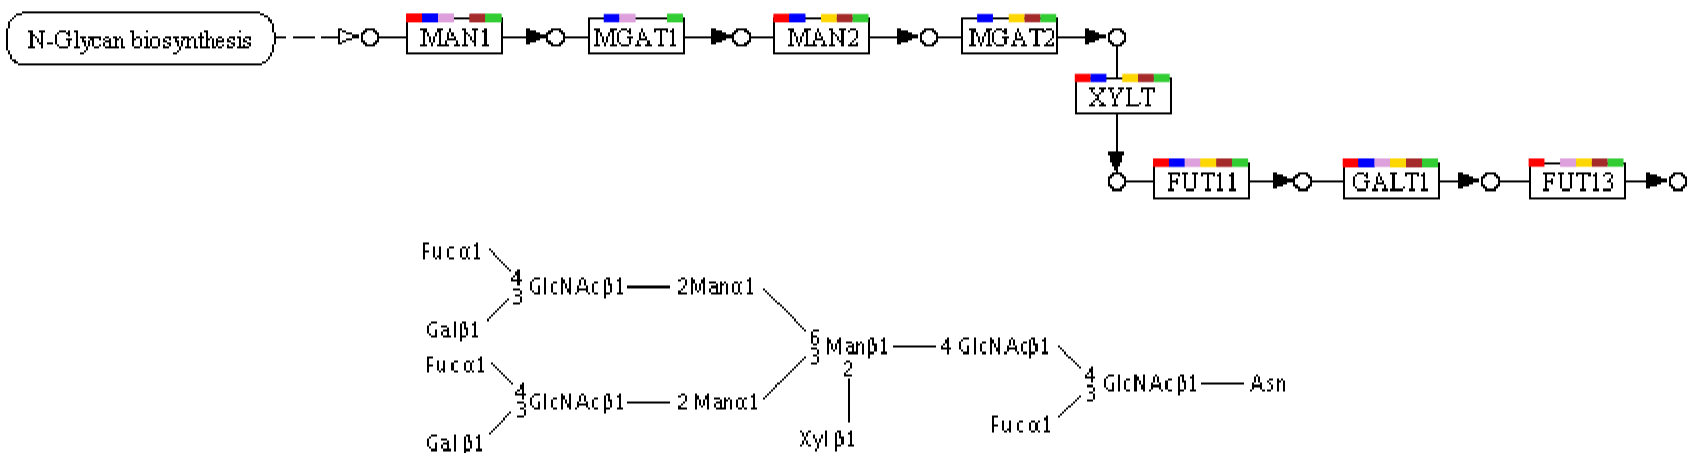 N-Glycan biosynthesis
MAN1 MGAT1 MAN2 MGAT2
XYLT
FUT11 GALT1 FUT13
Fucα1
4
3 GlcNAcβ1 2Manα1
Galβ1
6
3 Manβ1 4 GlcNAcβ1
2
Fucα1
4
3 GlcNAcβ1 2 Manα1
Galβ1
Xylβ1
4
3 GlcNAcβ1 Asn
Fucα1